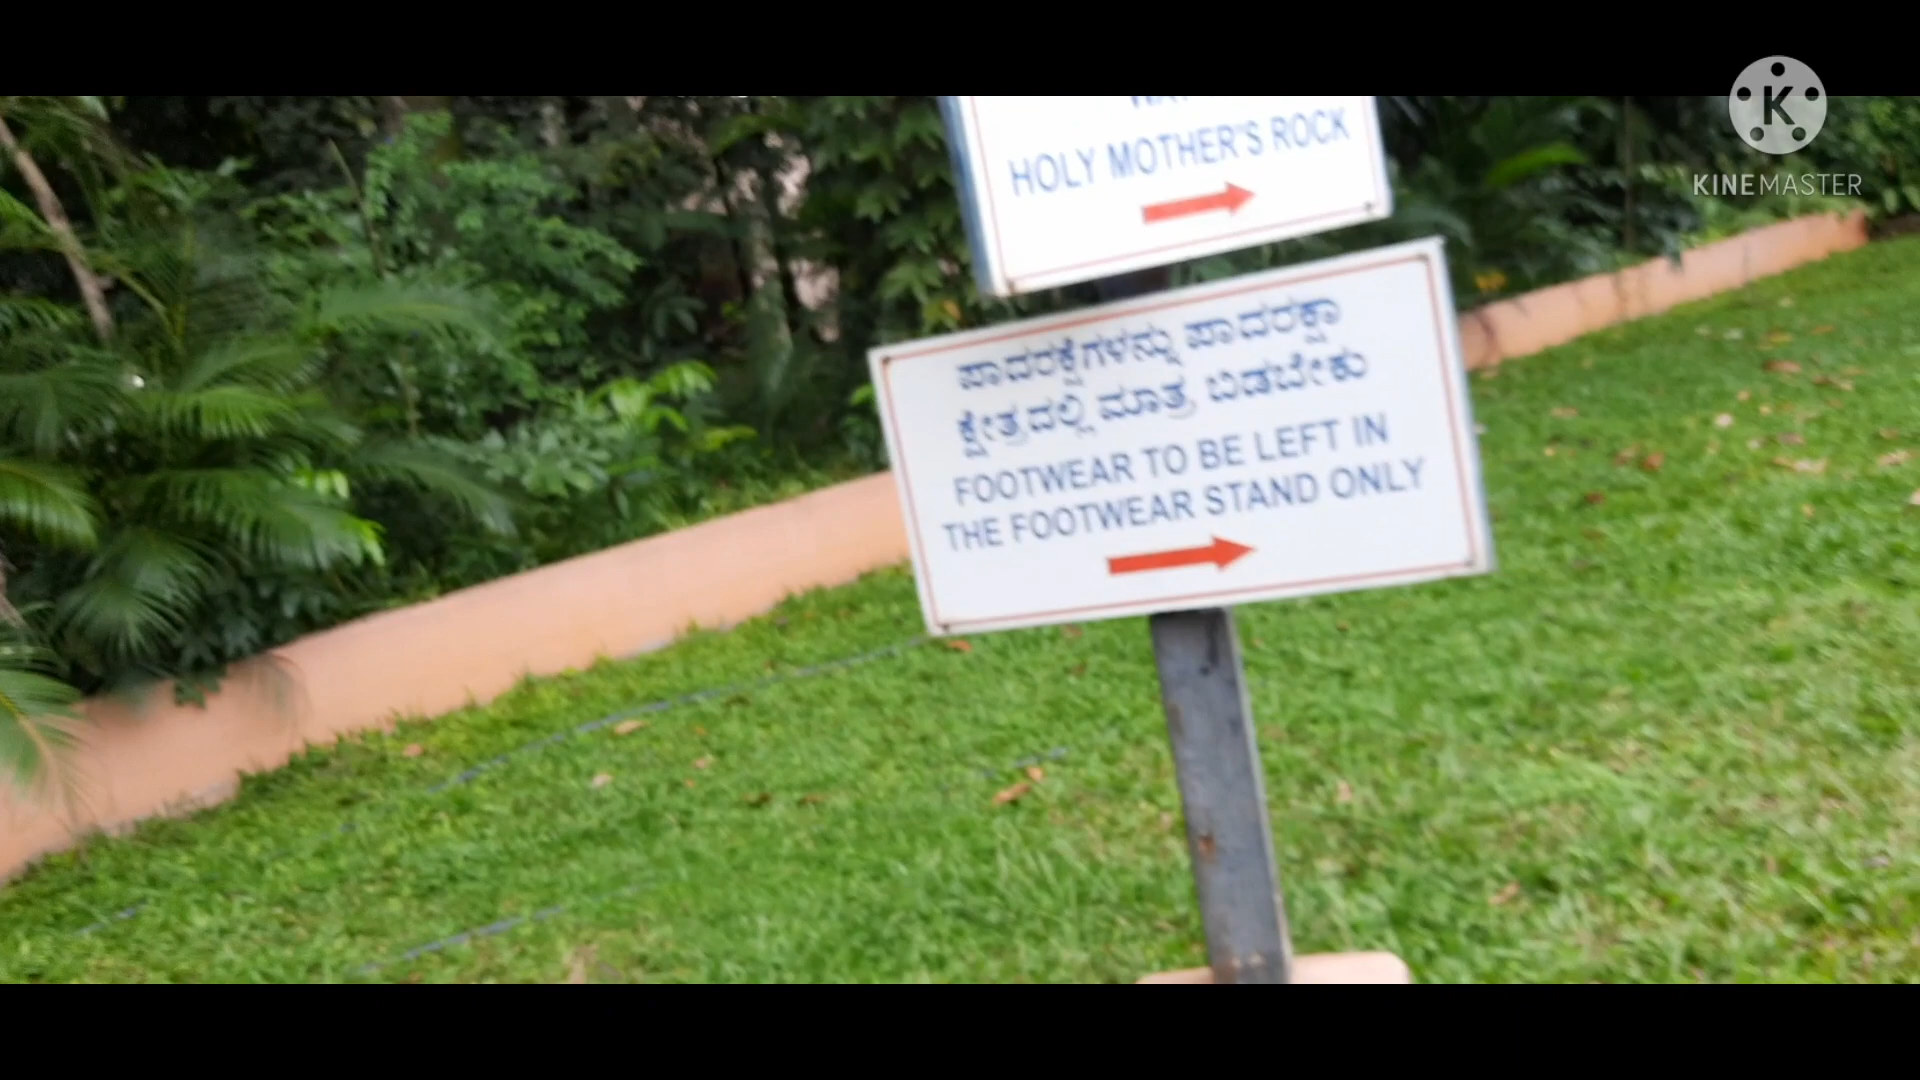 HOLY MOTHER'S ROCK
ಪಾದರಕ್ಷೆಗಳನ್ನು ಪಾದರಕ್ಷಾ
ಕ್ಷೇತ್ರದಲ್ಲಿ ಮಾತ್ರ ಬಿಡಬೇಕು
FOOTWEAR TO BE LEFT IN
THE FOOTWEAR STAND ONLY
K
KINEMASTER